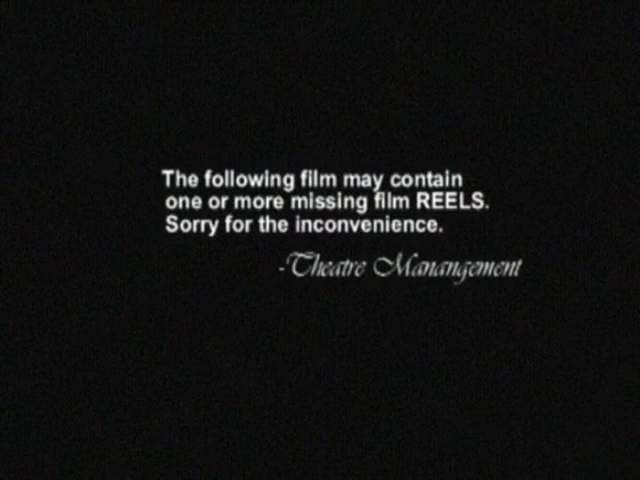 The following film may contain
one or more missing film REELS.
Sorry for the inconvenience.
-Theatre Manangement